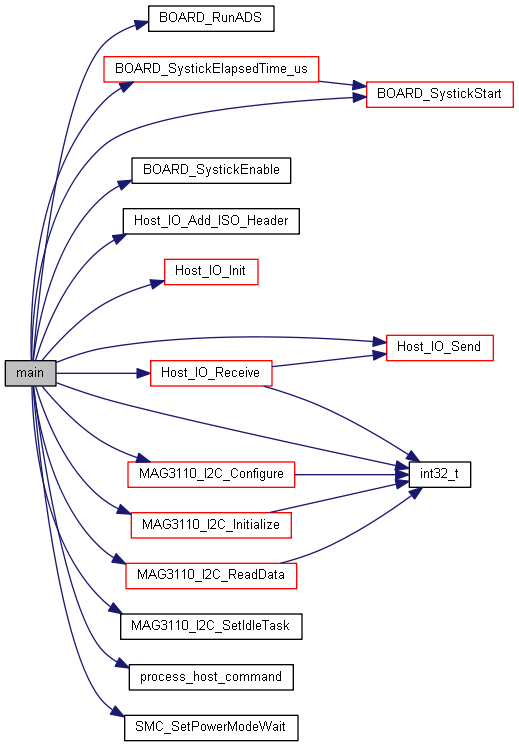 BOARD_RunADS
BOARD_SystickElapsedTime_us
BOARD_SystickStart
BOARD_SystickEnable
Host_IO_Add_ISO_Header
Host_IO_Init
Host_IO_Send
main
Host_IO_Receive
MAG3110_I2C_Configure
int32_t
MAG3110_I2C_Initialize
MAG3110_I2C_ReadData
MAG3110_I2C_SetIdleTask
process_host_command
SMC_SetPowerModeWait